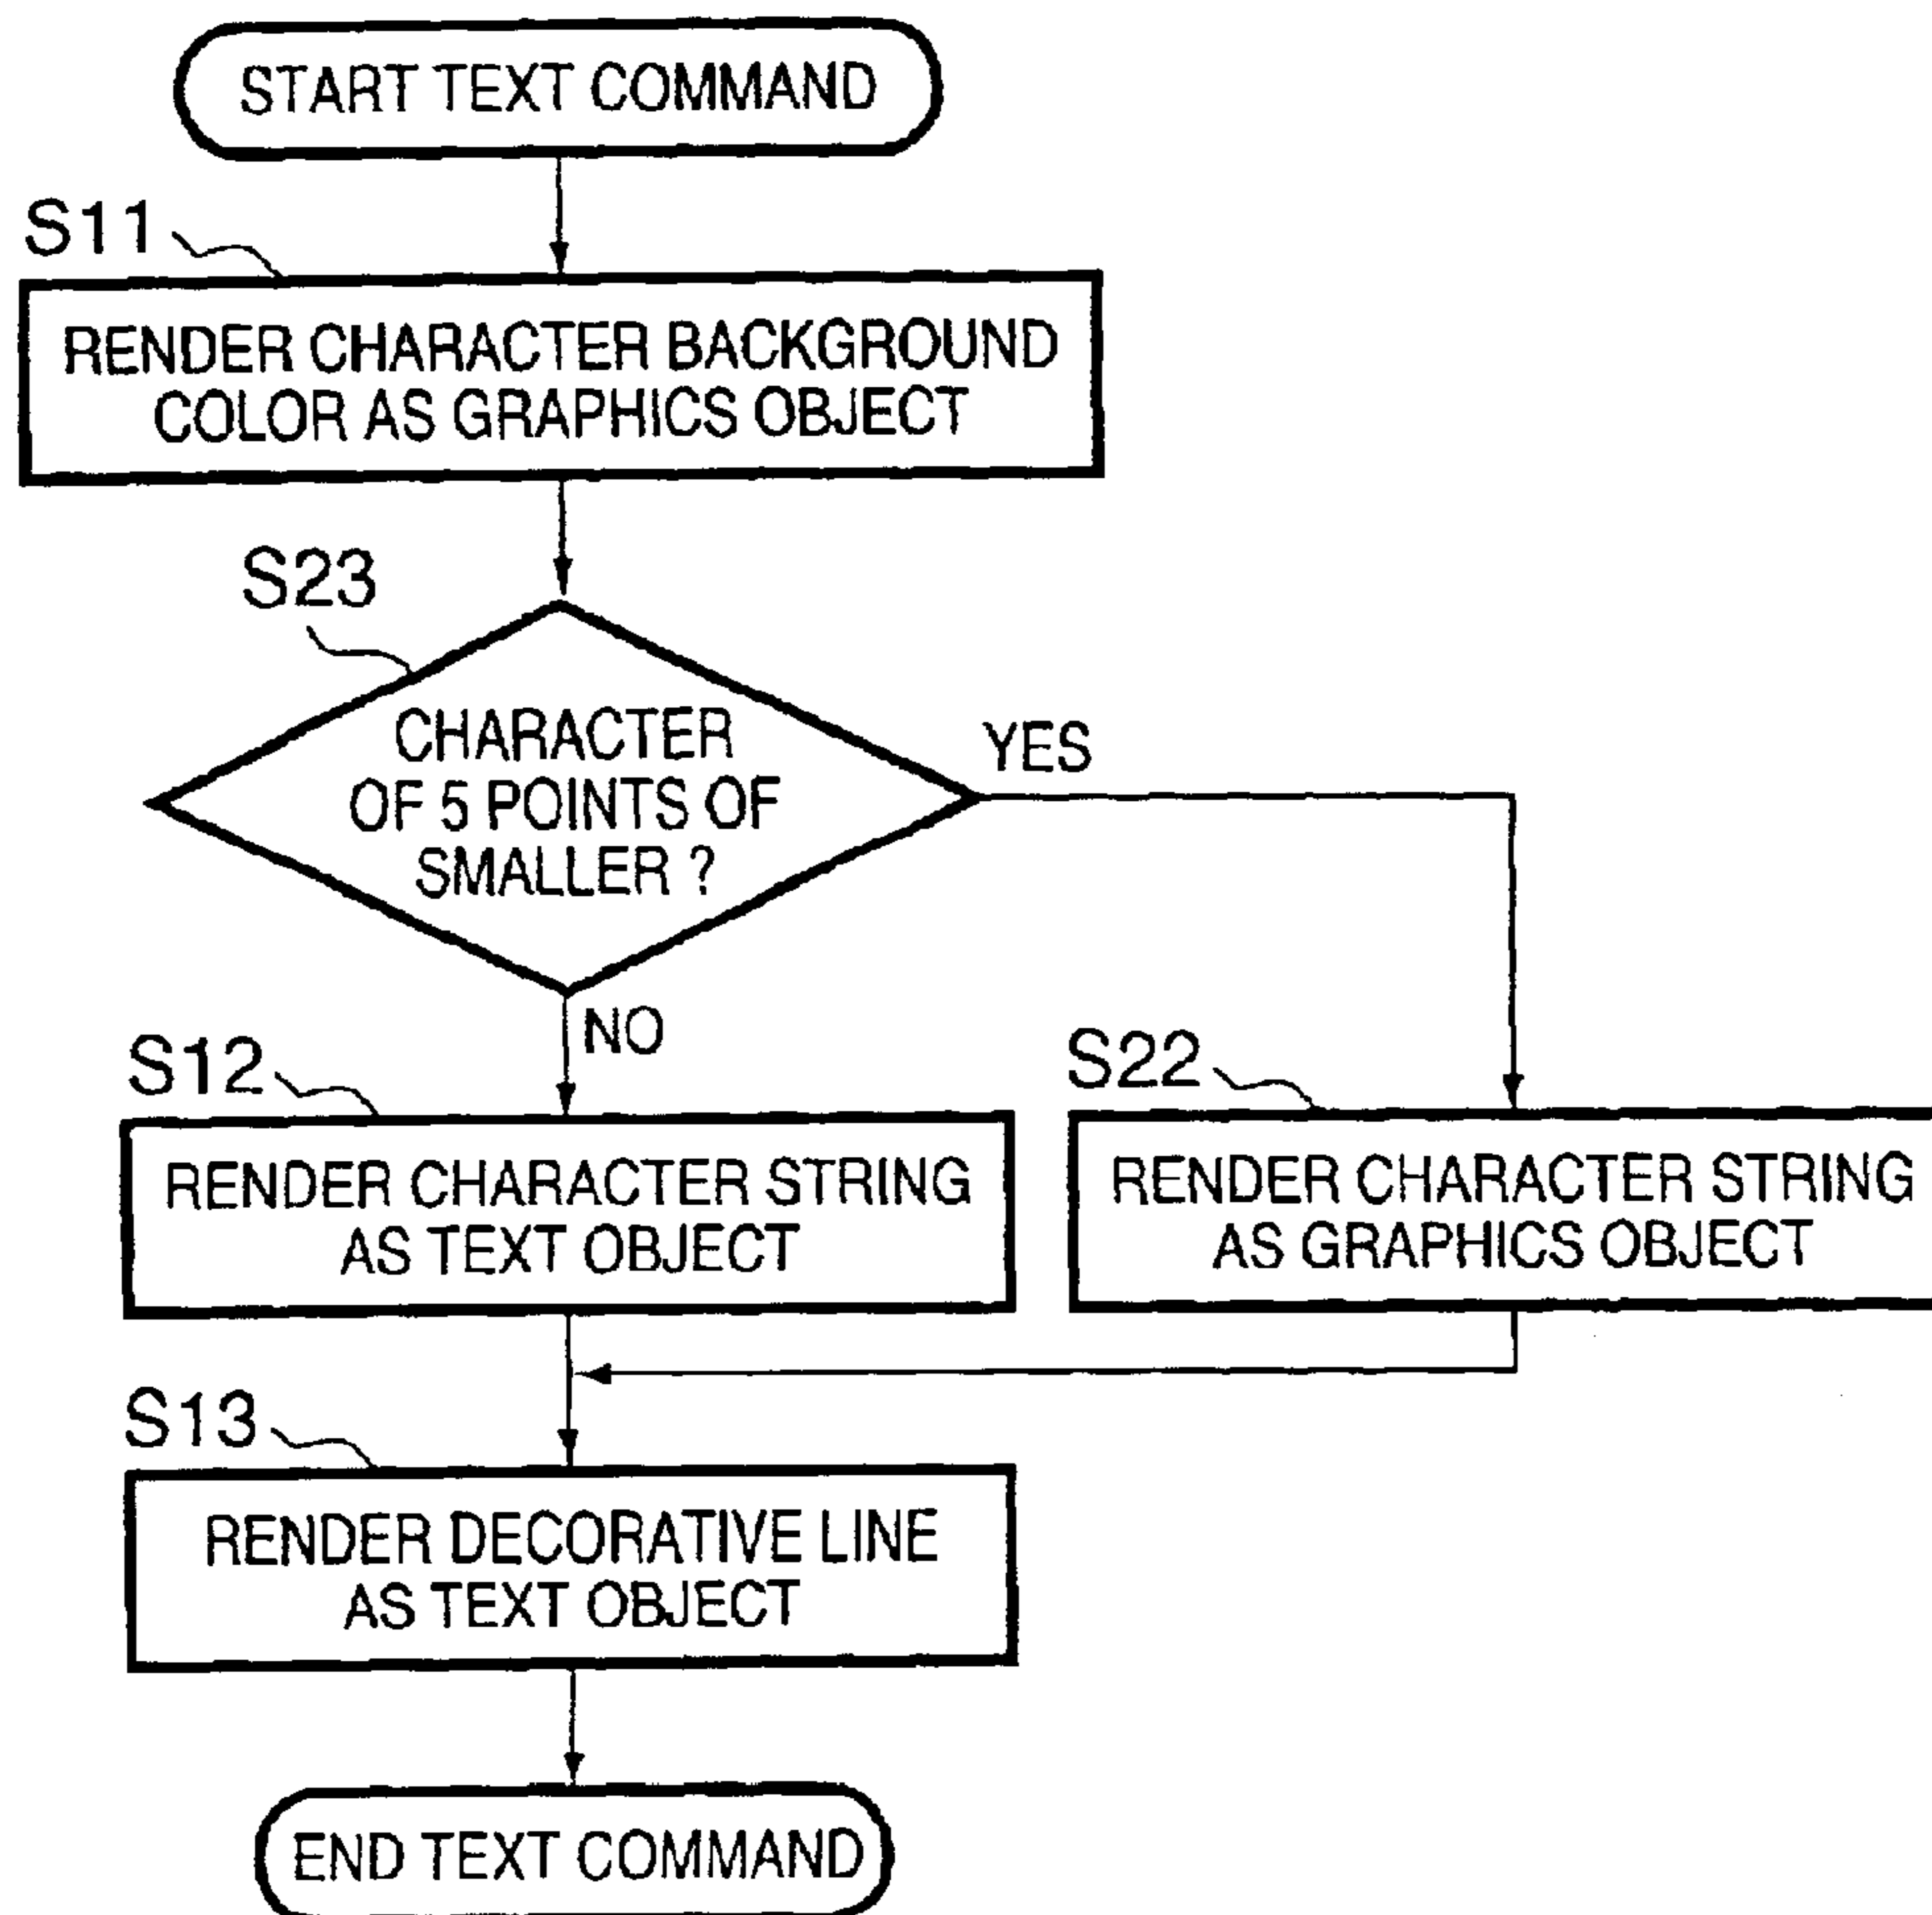 START TEXT COMMAND
S11
RENDER CHARACTER BACKGROUND
COLOR AS GRAPHICS OBJECT
S23
CHARACTER
OF 5 POINTS OF
SMALLER ?
YES
NO
S12
RENDER CHARACTER STRING
AS TEXT OBJECT
S22
RENDER CHARACTER STRING
AS GRAPHICS OBJECT
S13
RENDER DECORATIVE LINE
AS TEXT OBJECT
END TEXT COMMAND